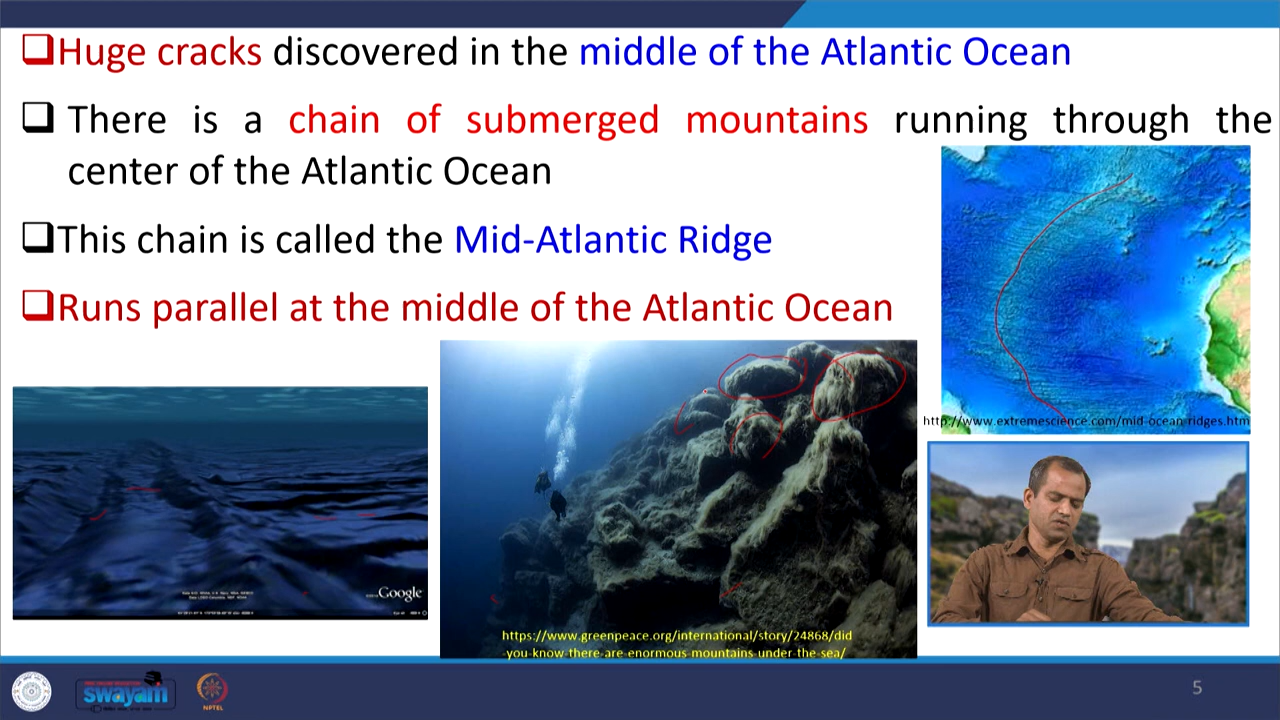 Huge cracks discovered in the middle of the Atlantic Ocean
There is a chain of submerged mountains running through the
center of the Atlantic Ocean
This chain is called the Mid-Atlantic Ridge
Runs parallel at the middle of the Atlantic Ocean
http://www.extremescience.com/mid-ocean-ridges.htm
Google
https://www.greenpeace.org/international/story/24868/did
-you-know-there-are-enormous-mountains-under-the-sea/
swayam
NPTEL
5